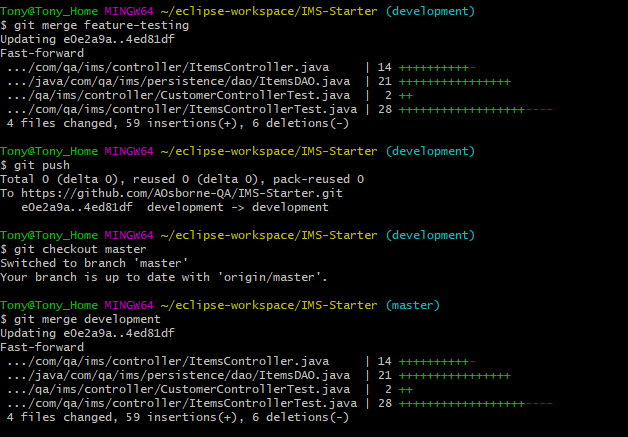 Tony@Tony_Home MINGW64 ~/eclipse-workspace/IMS-Starter (development)
$ git merge feature-testing
Updating e0e2a9a..4ed81df
Fast-forward
 .../com/qa/ims/controller/ItemsController.java     | 14 ++++++++++-
 .../java/com/qa/ims/persistence/dao/ItemsDAO.java  | 21 ++++++++++++++++
 .../qa/ims/controller/CustomerControllerTest.java  |  2 ++
 .../com/qa/ims/controller/ItemsControllerTest.java | 28 ++++++++++++++++++----
 4 files changed, 59 insertions(+), 6 deletions(-)
Tony@Tony_Home MINGW64 ~/eclipse-workspace/IMS-Starter (development)
$ git push
Total 0 (delta 0), reused 0 (delta 0), pack-reused 0
To https://github.com/AOsborne-QA/IMS-Starter.git
   e0e2a9a..4ed81df  development -> development
Tony@Tony_Home MINGW64 ~/eclipse-workspace/IMS-Starter (development)
$ git checkout master
Switched to branch 'master'
Your branch is up to date with 'origin/master'.
Tony@Tony_Home MINGW64 ~/eclipse-workspace/IMS-Starter (master)
$ git merge development
Updating e0e2a9a..4ed81df
Fast-forward
 .../com/qa/ims/controller/ItemsController.java     | 14 ++++++++++-
 .../java/com/qa/ims/persistence/dao/ItemsDAO.java  | 21 ++++++++++++++++
 .../qa/ims/controller/CustomerControllerTest.java  |  2 ++
 .../com/qa/ims/controller/ItemsControllerTest.java | 28 ++++++++++++++++++----
 4 files changed, 59 insertions(+), 6 deletions(-)